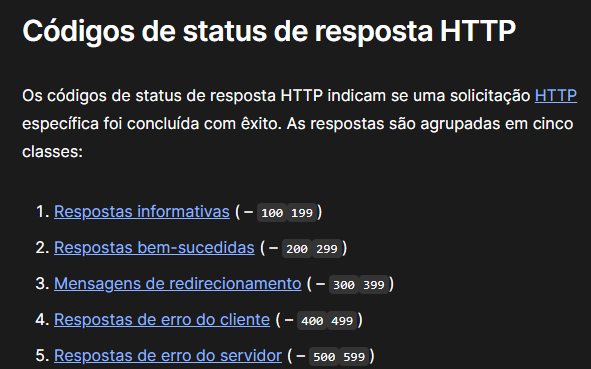 Códigos de status de resposta HTTP
Os códigos de status de resposta HTTP indicam se uma solicitação HTTP
específica foi concluída com êxito. As respostas são agrupadas em cinco
classes:
1. Respostas informativas ( – 100 199 )
2. Respostas bem-sucedidas ( – 200 299 )
3. Mensagens de redirecionamento ( – 300 399 )
4. Respostas de erro do cliente ( – 400 499 )
5. Respostas de erro do servidor ( – 500 599 )